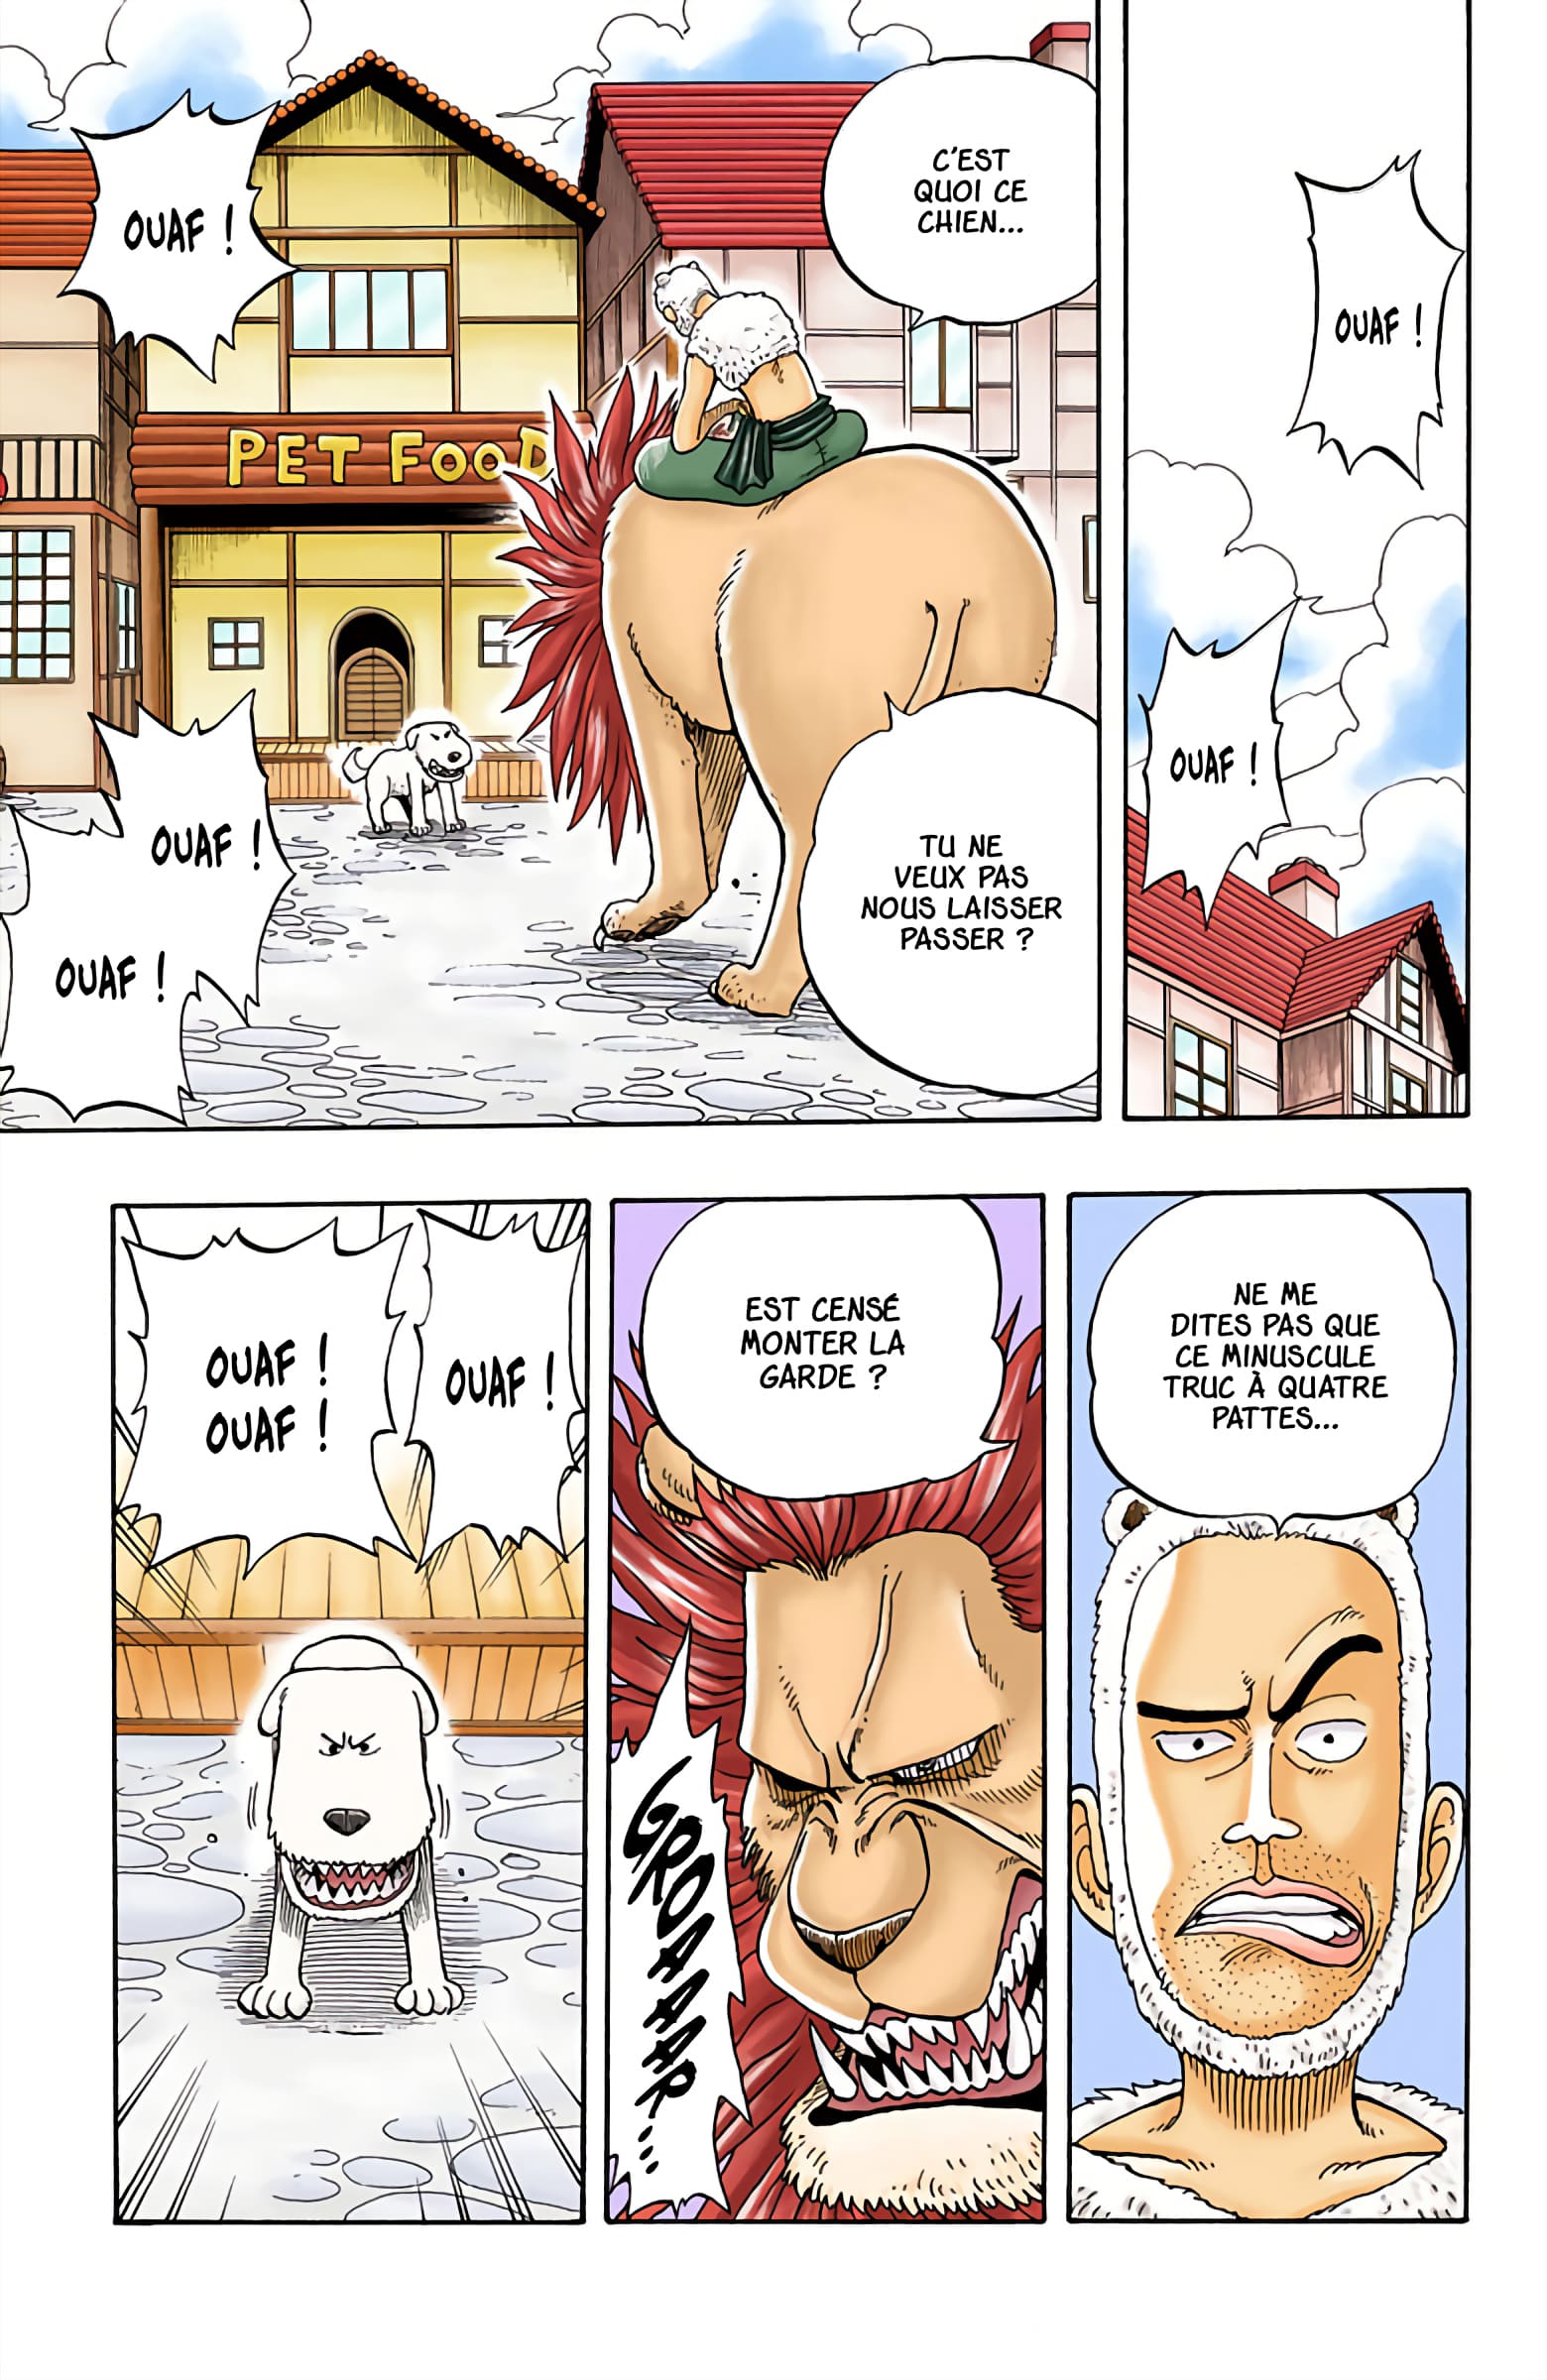 OUAF !
OUAF !
C'EST
QUOI CE
CHIEN...
TU NE
VEUX PAS
NOUS LAISSER
PASSER ?
OUAF !
PET FOOD
OUAF !
OUAF !
NE ME
DITES PAS QUE
CE MINUSCULE
TRUC À QUATRE
PATTES...
EST CENSÉ
MONTER LA
GARDE ?
GROAAAR...
OUAF !
OUAF !
OUAF !